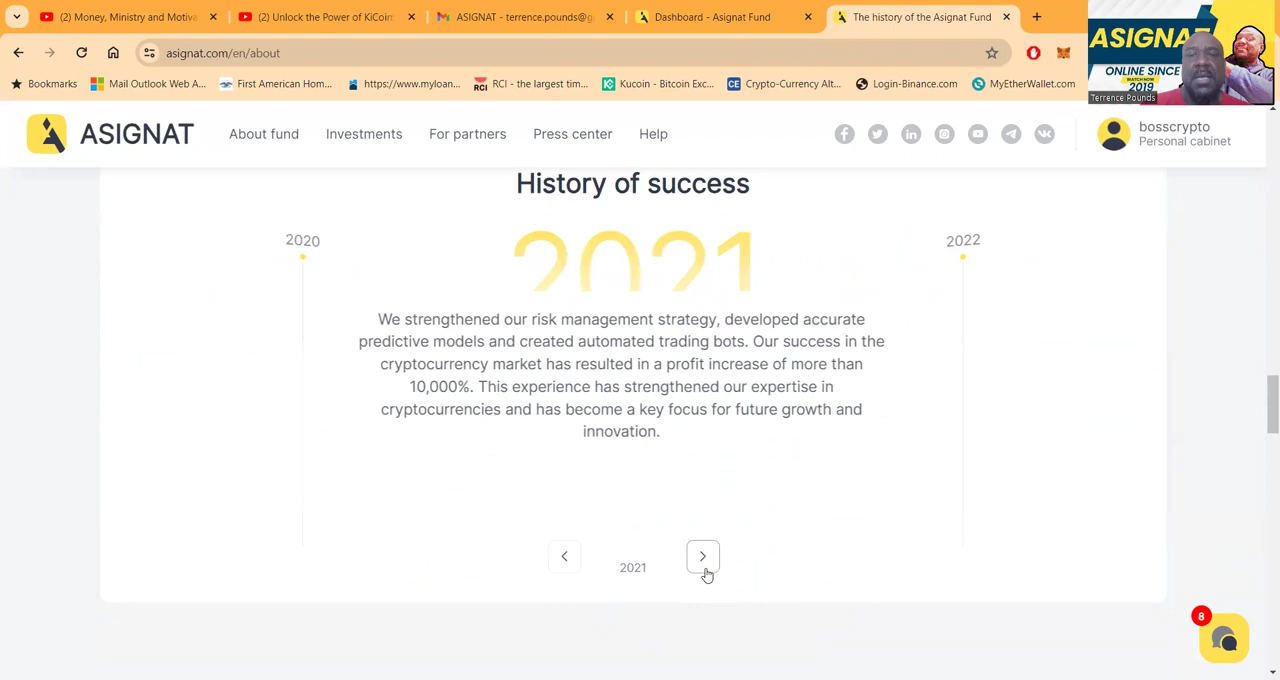 (2) Money, Ministry and Motiva
(2) Unlock the Power of KiCoin
ASIGNAT - terrence.pounds@g
Dashboard - Asignat Fund
The history of the Asignat Fund
asignat.com/en/about
Bookmarks
Mail Outlook Web A...
First American Hom...
https://www.myloan...
RCI - the largest tim...
Kucoin - Bitcoin Exc...
Crypto-Currency Alt...
Login-Binance.com
MyEtherWallet.com
ASIGNAT
ONLINE SINCE
WATCH NOW
2019
Terrence Pounds
ASIGNAT
About fund
Investments
For partners
Press center
Help
bosscrypto
Personal cabinet
History of success
2020
2021
2022
We strengthened our risk management strategy, developed accurate
predictive models and created automated trading bots. Our success in the
cryptocurrency market has resulted in a profit increase of more than
10,000%. This experience has strengthened our expertise in
cryptocurrencies and has become a key focus for future growth and
innovation.
2021
8